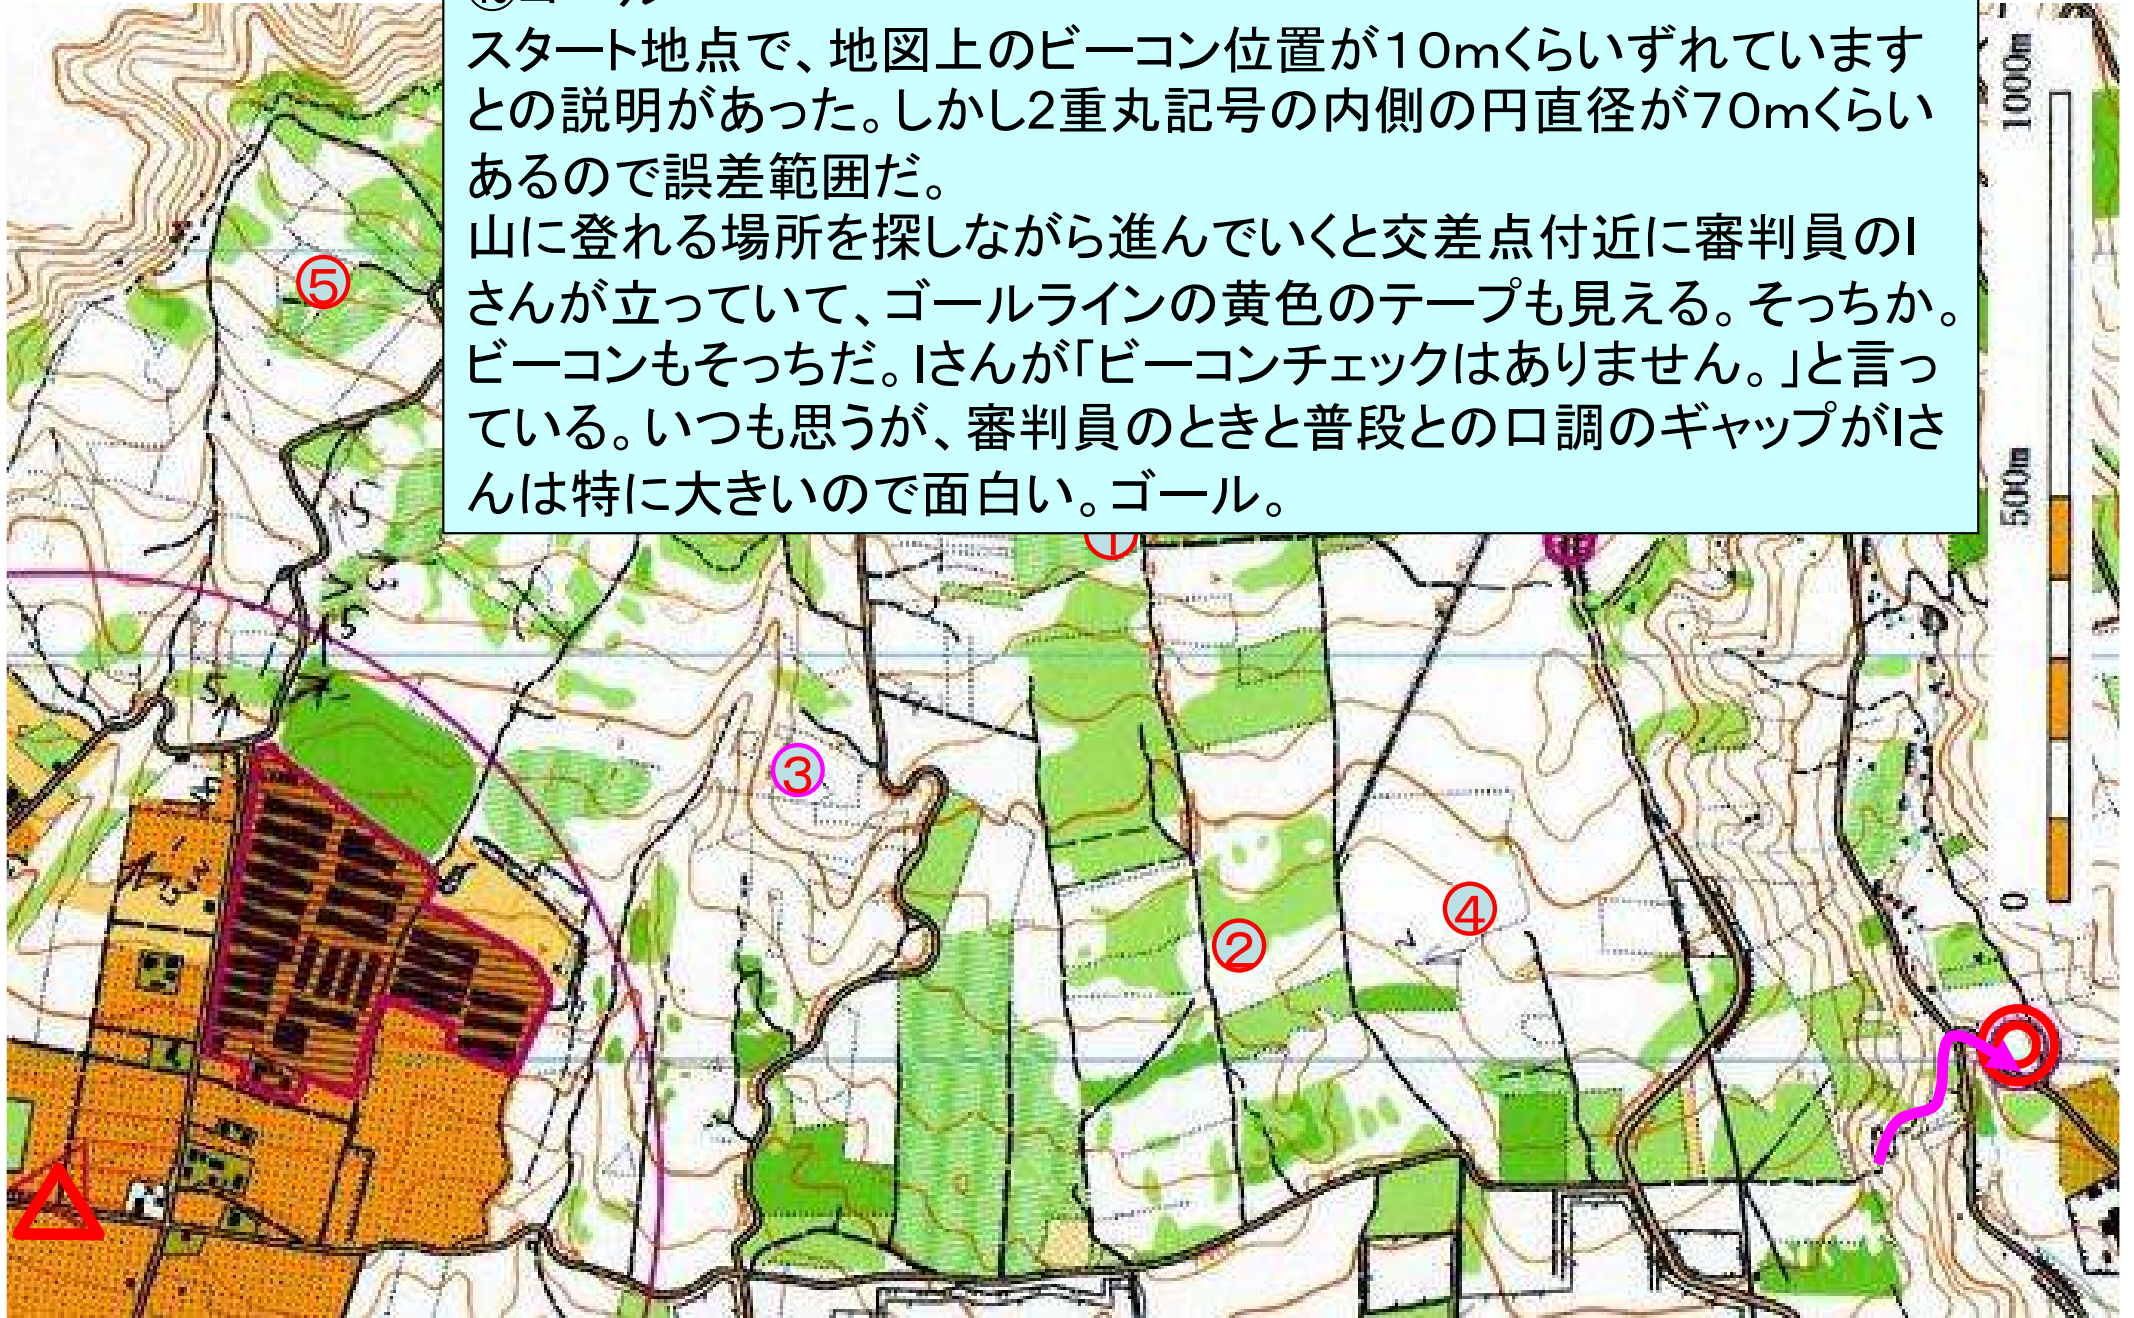 ゴール
スタート地点で、地図上のビーコン位置が10mくらいずれています
との説明があった。しかし2重丸記号の内側の円直径が70mくらい
あるので誤差範囲だ。
山に登れる場所を探しながら進んでいくと交差点付近に審判員のI
さんが立っていて、ゴールラインの黄色のテープも見える。そっちか。
ビーコンもそっちだ。Iさんが「ビーコンチェックはありません。」と言っ
ている。いつも思うが、審判員のときと普段との口調のギャップがIさ
んは特に大きいので面白い。ゴール。
1000m
500m
0
⑤
③
④
②